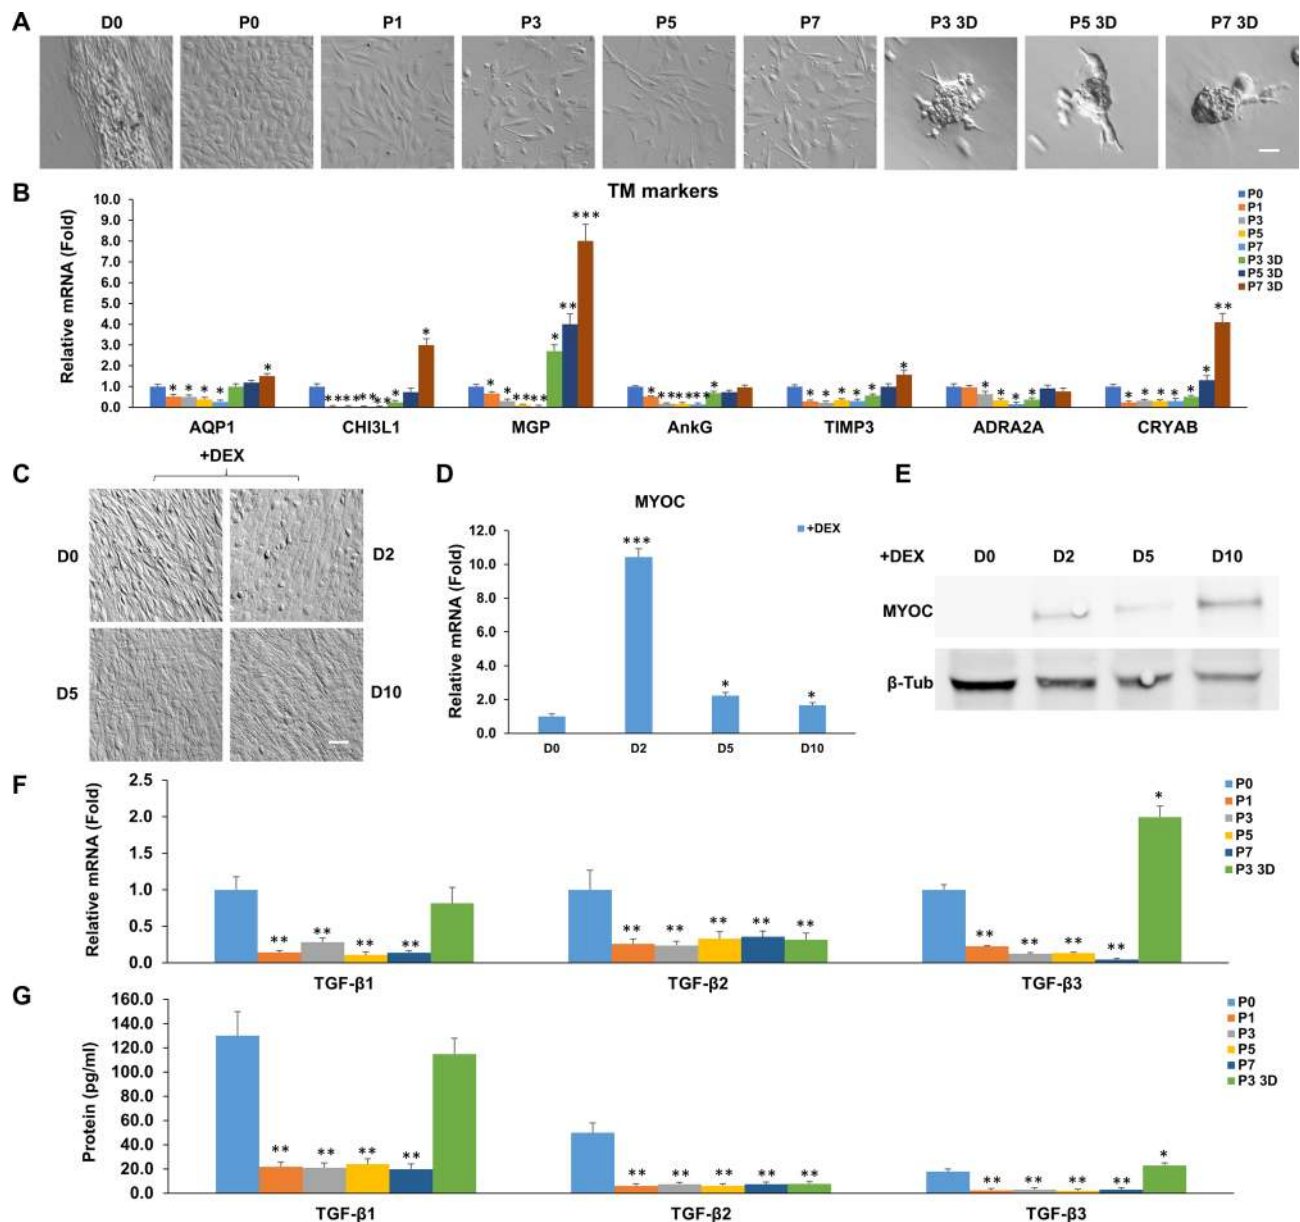 A
D0 P0 P1 P3 P5 P7 P3 3D P5 3D P7 3D
B
TM markers
Relative mRNA (Fold)
10.0
9.0
8.0
7.0
6.0
5.0
4.0
3.0
2.0
1.0
0.0
*** ** * * * ** *
P0
P1
P3
P5
P7
P3 3D
P5 3D
P7 3D
AQP1 CHI3L1 MGP AnkG TIMP3 ADRA2A CRYAB
C
+DEX
D0 D2
D5 D10
D
MYOC
+DEX
Relative mRNA (Fold)
12.0
10.0
8.0
6.0
4.0
2.0
0.0
*** * *
D0 D2 D5 D10
E
+DEX D0 D2 D5 D10
MYOC
β-Tub
F
Relative mRNA (Fold)
2.5
2.0
1.5
1.0
0.5
0.0
** ** ** ** ** ** ** ** ** ** ** ** ** *
P0
P1
P3
P5
P7
P3 3D
TGF-β1 TGF-β2 TGF-β3
G
Protein (pg/ml)
160.0
140.0
120.0
100.0
80.0
60.0
40.0
20.0
0.0
** ** ** ** ** ** ** ** ** ** ** ** ** *
P0
P1
P3
P5
P7
P3 3D
TGF-β1 TGF-β2 TGF-β3